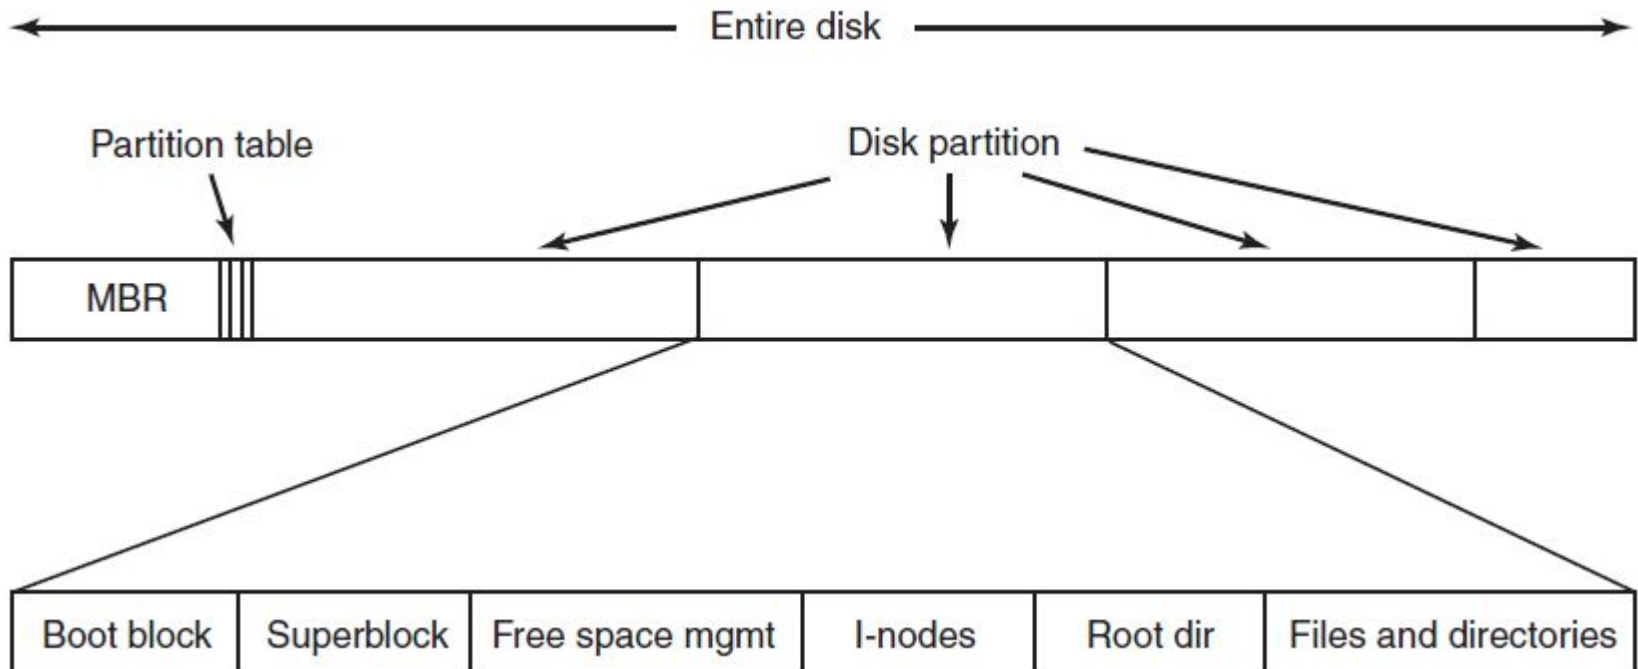 Entire disk
Partition table
Disk partition
MBR
Boot block
Superblock
Free space mgmt
I-nodes
Root dir
Files and directories